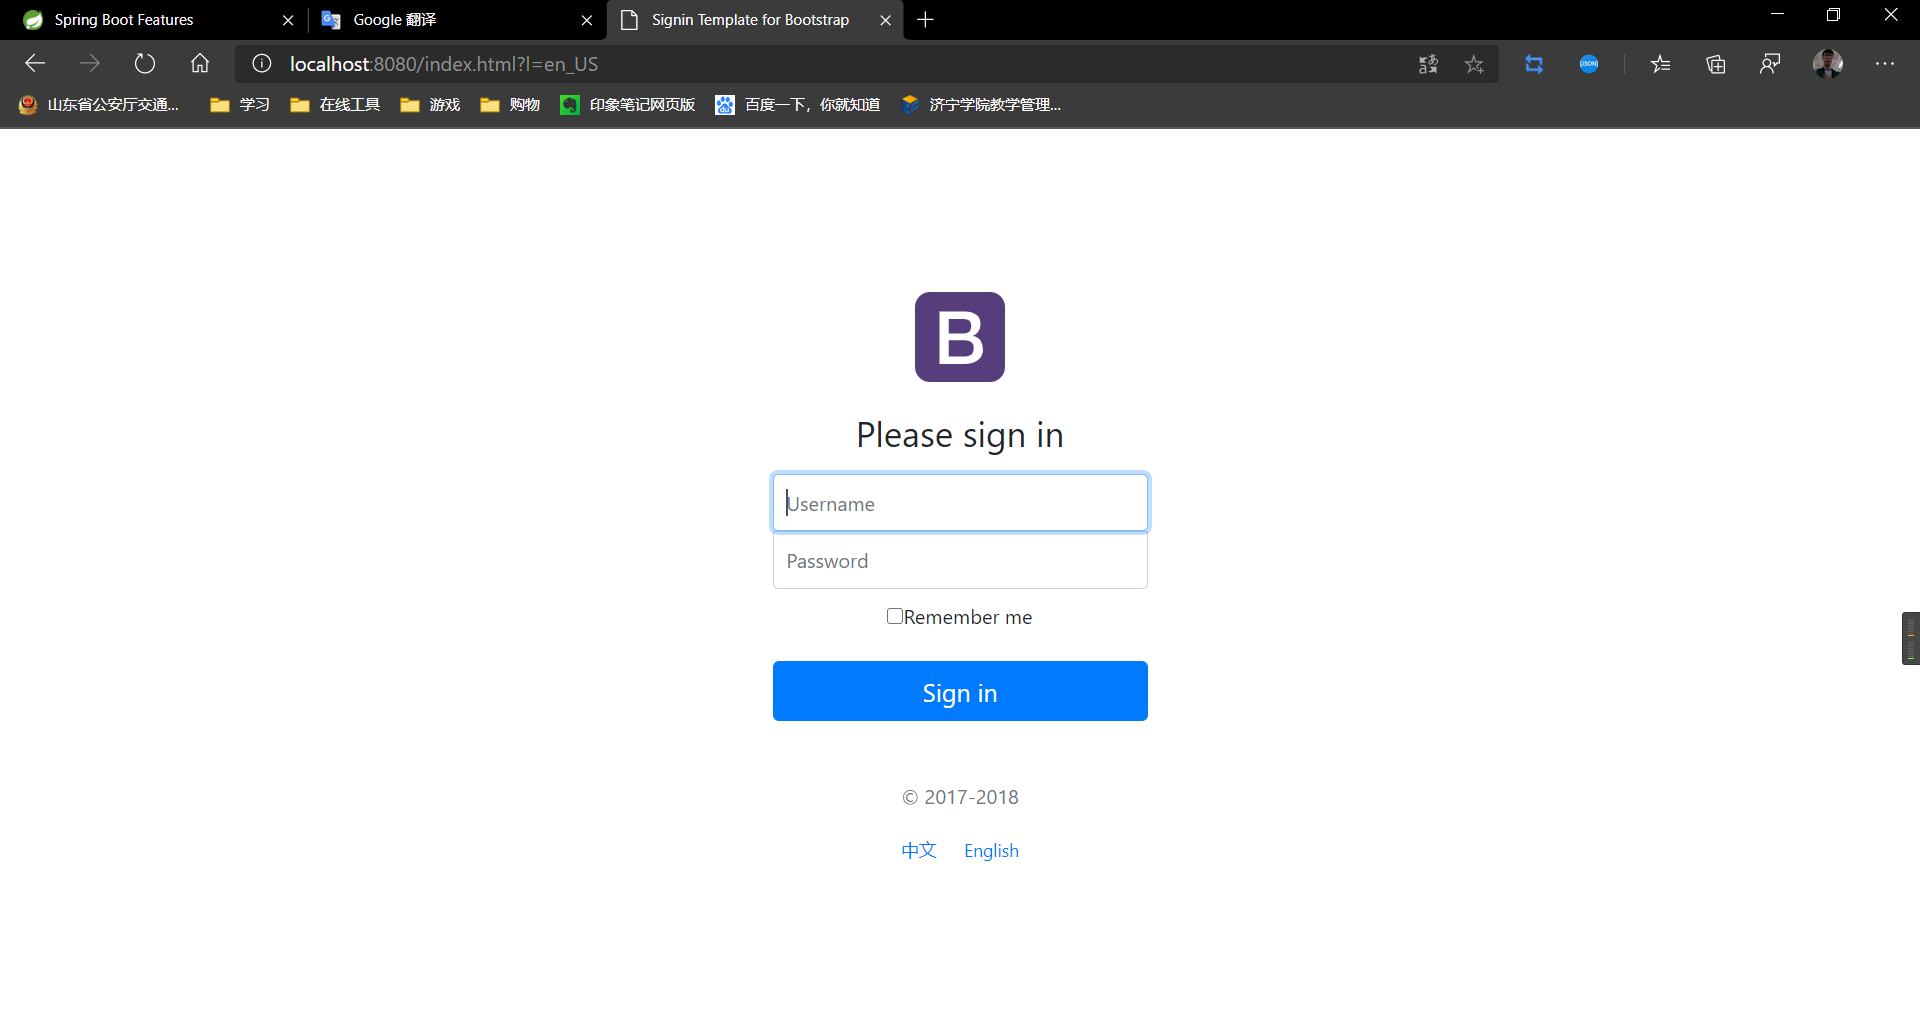 Spring Boot Features
Google 翻译
Signin Template for Bootstrap
localhost:8080/index.html?l=en_US
JSON
山东省公安厅交通...
学习
在线工具
游戏
购物
印象笔记网页版
百度一下，你就知道
济宁学院教学管理...
B
Please sign in
Username
Password
Remember me
Sign in
© 2017-2018
中文 English